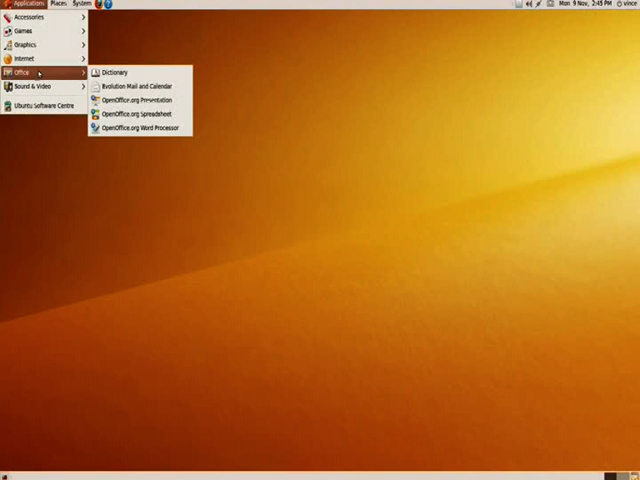 Applications Places System Mon 9 Nov, 2:45 PM vince
Accessories
Games
Graphics
Internet
Office
Sound & Video
Ubuntu Software Centre
Dictionary
Evolution Mail and Calendar
OpenOffice.org Presentation
OpenOffice.org Spreadsheet
OpenOffice.org Word Processor